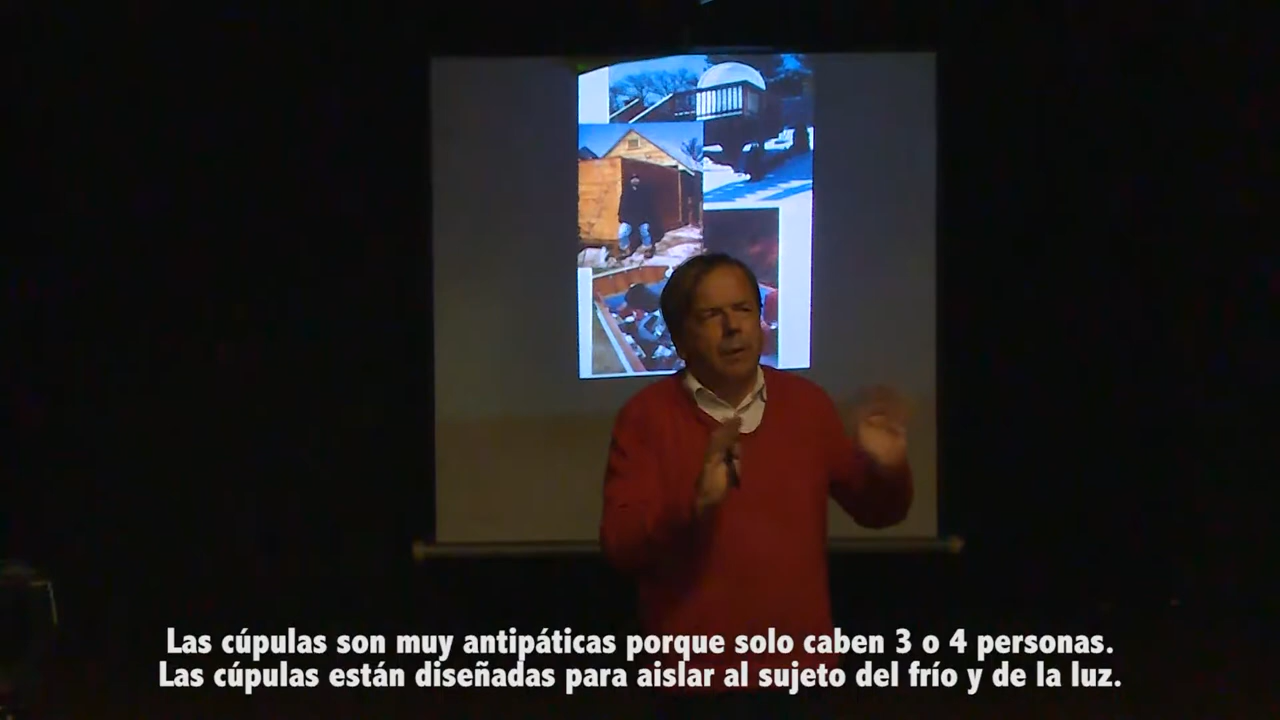 Las cúpulas son muy antipáticas porque solo caben 3 o 4 personas.
Las cúpulas están diseñadas para aislar al sujeto del frío y de la luz.